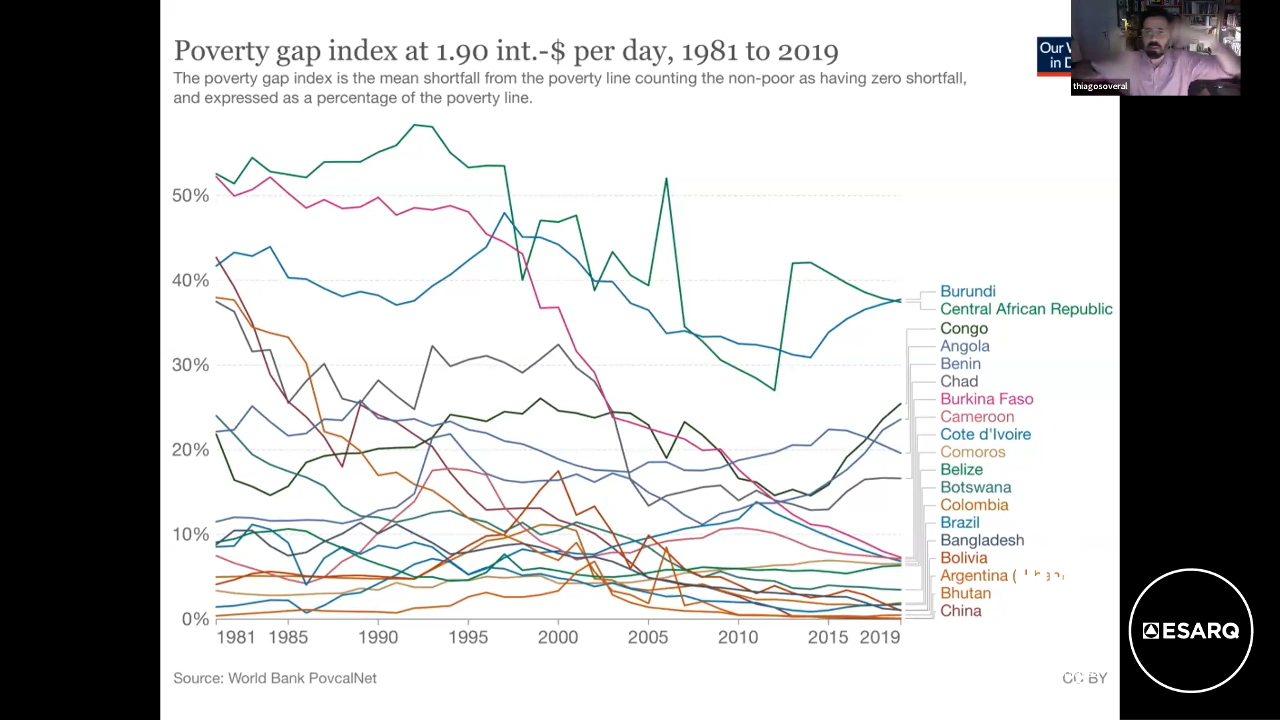 Poverty gap index at 1.90 int.-$ per day, 1981 to 2019
The poverty gap index is the mean shortfall from the poverty line counting the non-poor as having zero shortfall,
and expressed as a percentage of the poverty line.
Our
in D
thiagosoveral
50%
40%
30%
20%
10%
0%
1981 1985 1990 1995 2000 2005 2010 2015 2019
Burundi
Central African Republic
Congo
Angola
Benin
Chad
Burkina Faso
Cameroon
Cote d'Ivoire
Comoros
Belize
Botswana
Colombia
Brazil
Bangladesh
Bolivia
Argentina
Bhutan
China
Source: World Bank PovcalNet
CC BY
ESARQ